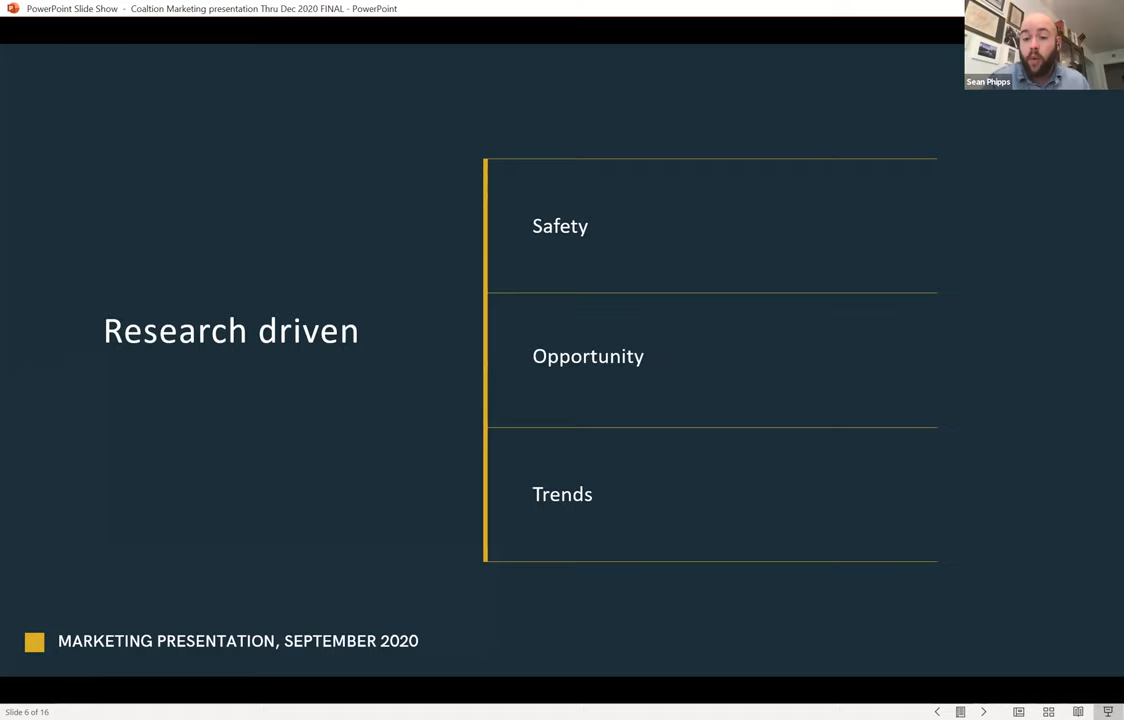 PowerPoint Slide Show - Coaltion Marketing presentation Thru Dec 2020 FINAL - PowerPoint
Sean Phipps
Safety
Opportunity
Research driven
Trends
MARKETING PRESENTATION, SEPTEMBER 2020
Slide 6 of 16